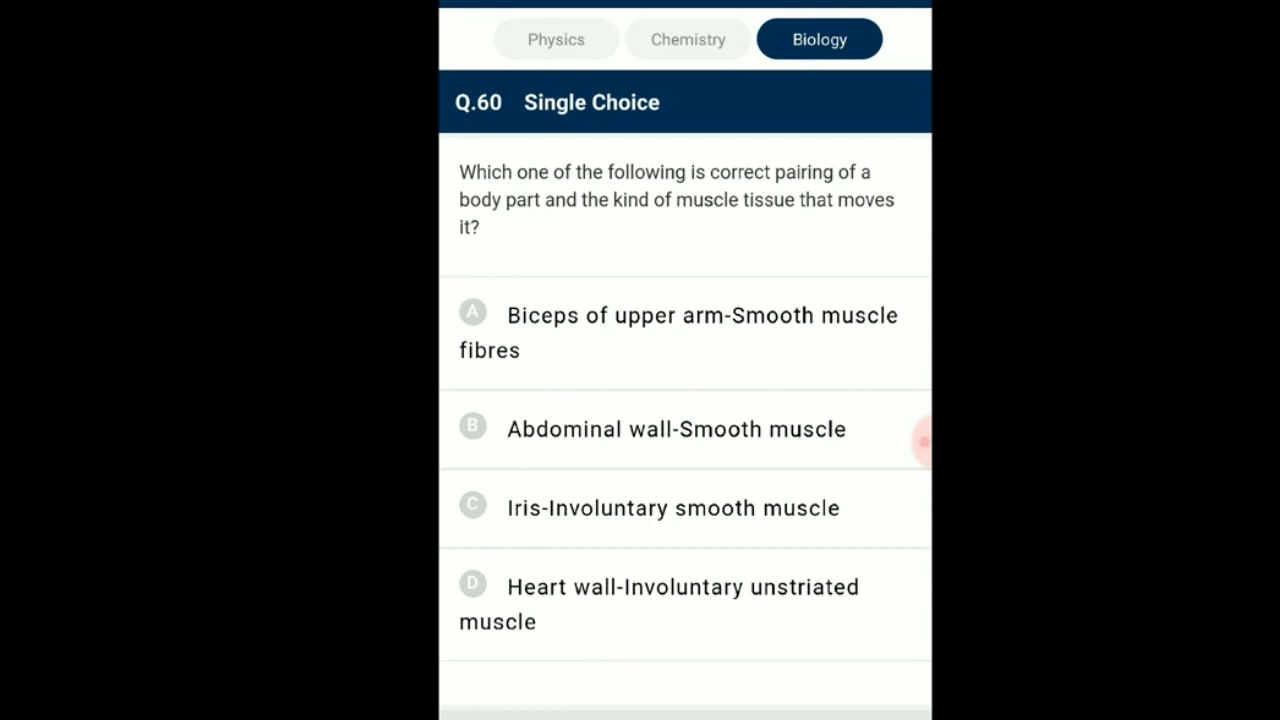 Physics Chemistry Biology
Q.60 Single Choice
Which one of the following is correct pairing of a
body part and the kind of muscle tissue that moves
it?
A Biceps of upper arm-Smooth muscle
fibres
B Abdominal wall-Smooth muscle
C Iris-Involuntary smooth muscle
D Heart wall-Involuntary unstriated
muscle